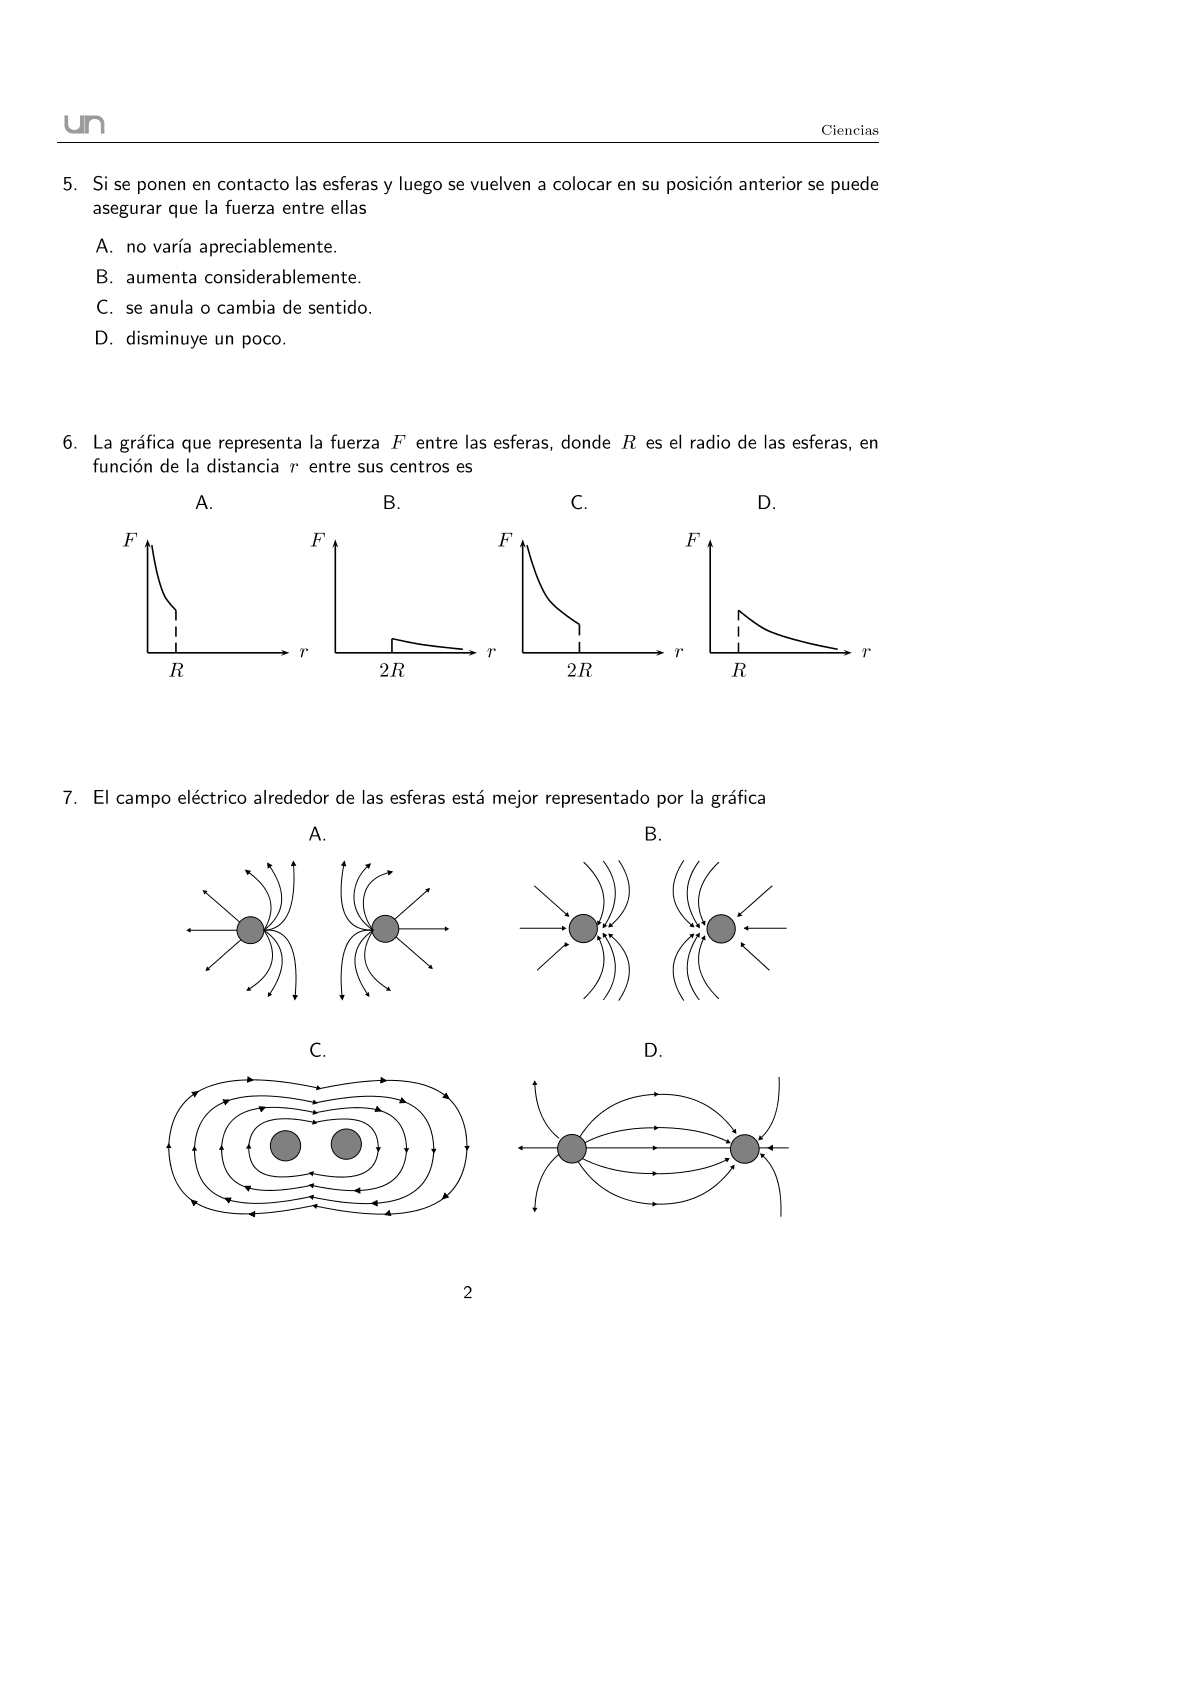 un
Ciencias
5. Si se ponen en contacto las esferas y luego se vuelven a colocar en su posición anterior se puede
asegurar que la fuerza entre ellas
A. no varía apreciablemente.
B. aumenta considerablemente.
C. se anula o cambia de sentido.
D. disminuye un poco.
6. La gráfica que representa la fuerza F entre las esferas, donde R es el radio de las esferas, en
función de la distancia r entre sus centros es
A. B. C. D.
F F F F
r r r r
R 2R 2R R
7. El campo eléctrico alrededor de las esferas está mejor representado por la gráfica
A. B.
C. D.
2